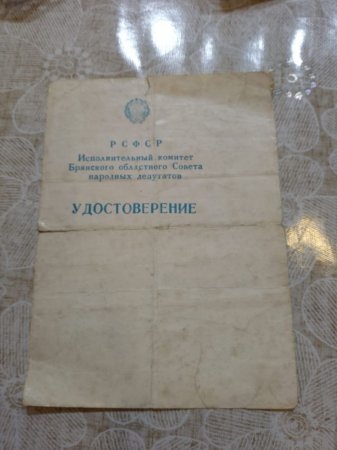 РСФСР
Исполнительный комитет
Брянского областного Совета
народных депутатов
УДОСТОВЕРЕНИЕ